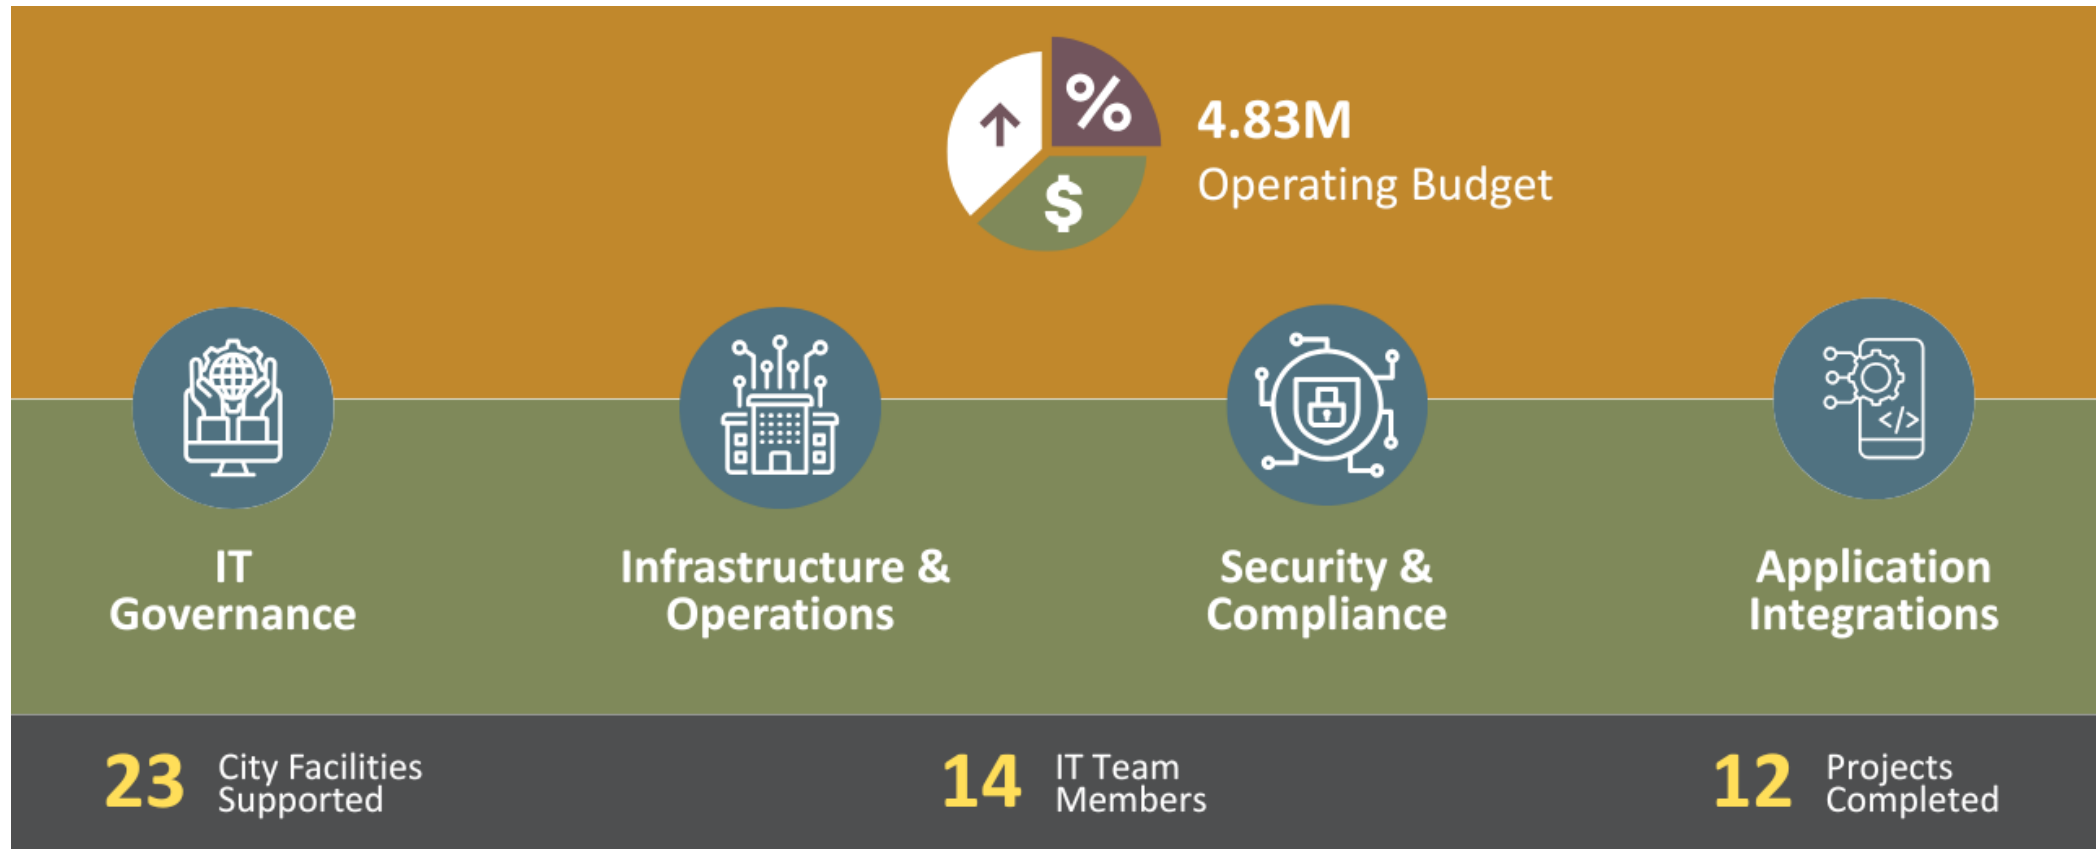 %
$
4.83M
Operating Budget
</>
IT
Governance
Infrastructure &
Operations
Security &
Compliance
Application
Integrations
23
City Facilities
Supported
14
IT Team
Members
12
Projects
Completed